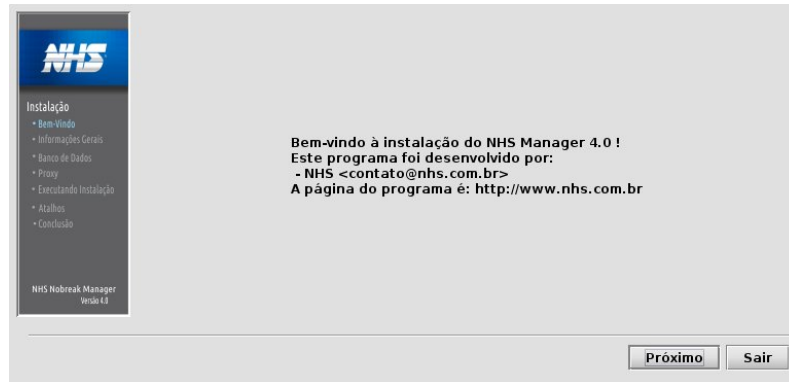 NHS
Instalação
• Bem-Vindo
• Informações Gerais
• Banco de Dados
• Proxy
• Executando Instalação
• Atalhos
• Conclusão
NHS Nobreak Manager
Versão 4.0
Bem-vindo à instalação do NHS Manager 4.0 !
Este programa foi desenvolvido por:
- NHS <contato@nhs.com.br>
A página do programa é: http://www.nhs.com.br
Próximo
Sair